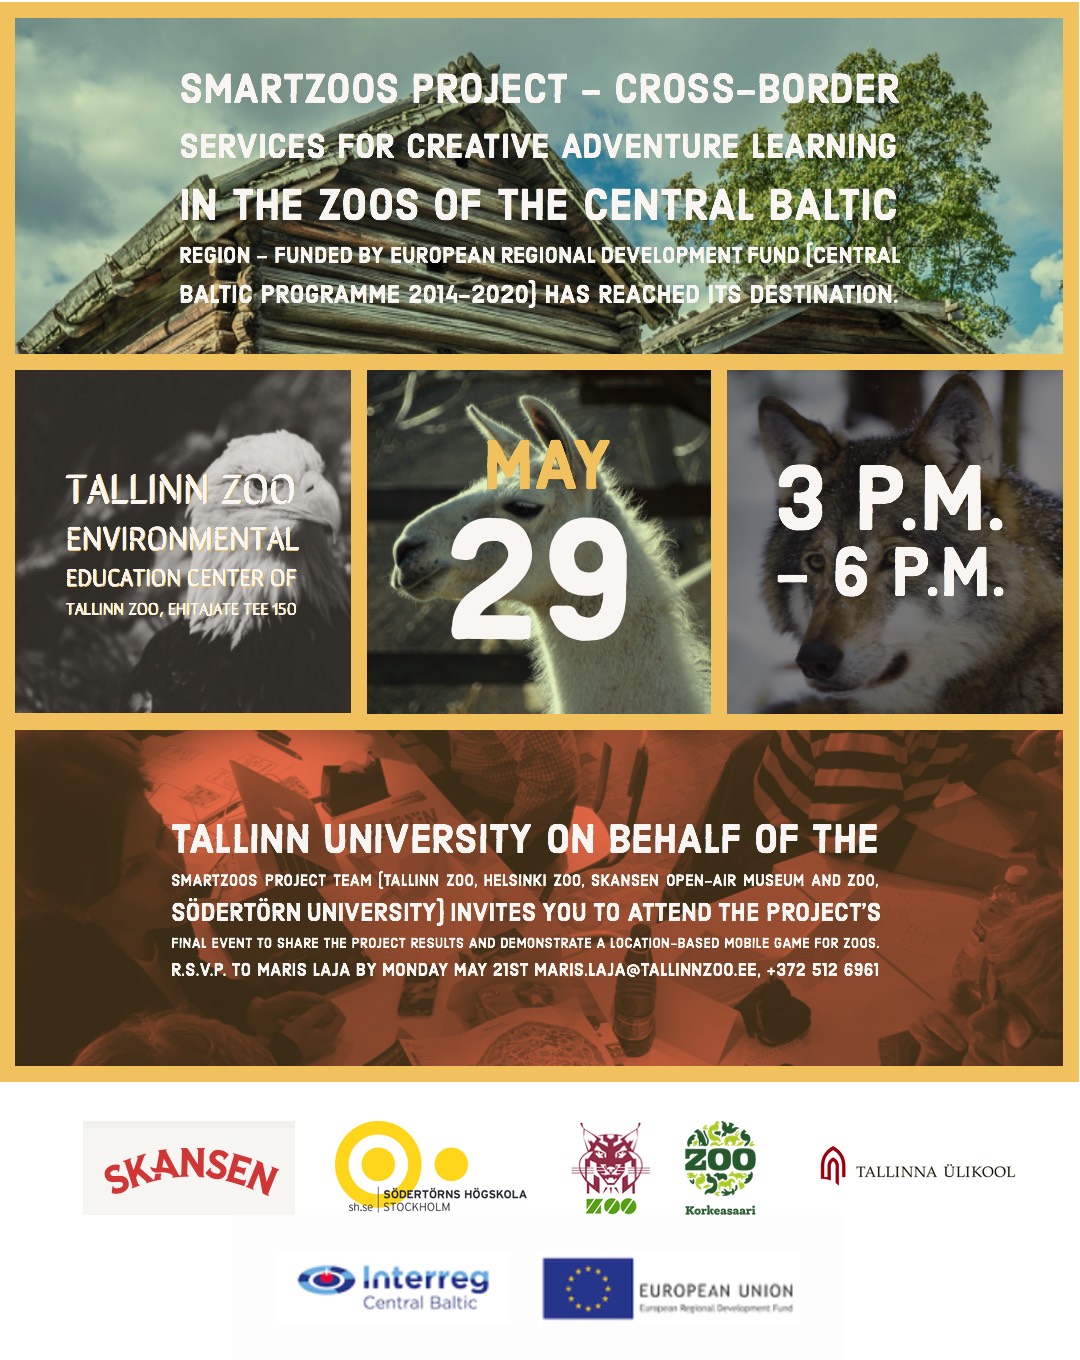 SMARTZOOS PROJECT – CROSS-BORDER
SERVICES FOR CREATIVE ADVENTURE LEARNING
IN THE ZOOS OF THE CENTRAL BALTIC
REGION – FUNDED BY EUROPEAN REGIONAL DEVELOPMENT FUND (CENTRAL
BALTIC PROGRAMME 2014–2020) HAS REACHED ITS DESTINATION.
TALLINN ZOO
ENVIRONMENTAL
EDUCATION CENTER OF
TALLINN ZOO, EHITAJATE TEE 150
MAY
29
3 P.M.
– 6 P.M.
TALLINN UNIVERSITY ON BEHALF OF THE
SMARTZOOS PROJECT TEAM (TALLINN ZOO, HELSINKI ZOO, SKANSEN OPEN-AIR MUSEUM AND ZOO,
SÖDERTÖRN UNIVERSITY) INVITES YOU TO ATTEND THE PROJECT'S
FINAL EVENT TO SHARE THE PROJECT RESULTS AND DEMONSTRATE A LOCATION-BASED MOBILE GAME FOR ZOOS.
R.S.V.P. TO MARIS LAJA BY MONDAY MAY 21ST MARIS.LAJA@TALLINNZOO.EE, +372 512 6961
SKANSEN
SÖDERTÖRNS HÖGSKOLA
sh.se | STOCKHOLM
ZOO
ZOO
Korkeasaari
TALLINNA ÜLIKOOL
Interreg
Central Baltic
EUROPEAN UNION
European Regional Development Fund